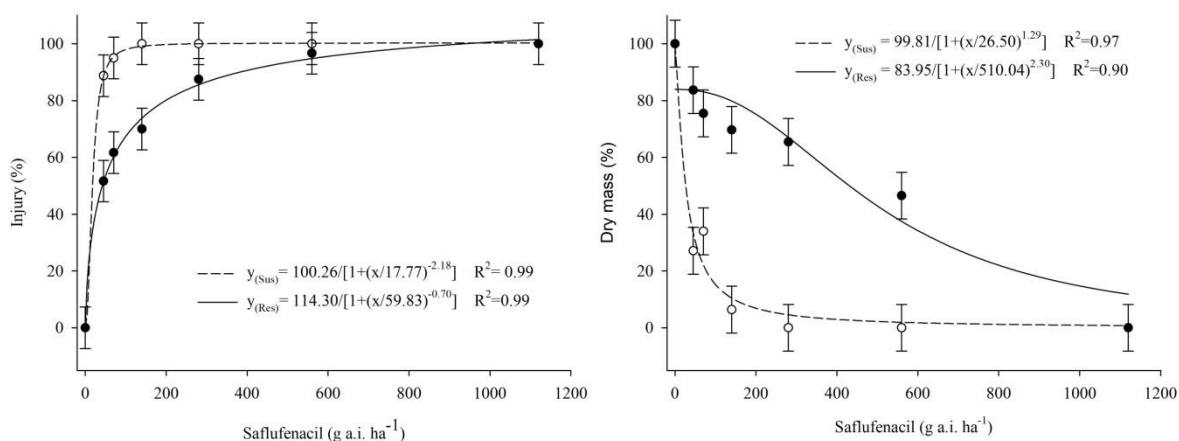 100
80
60
40
20
0
Injury (%)
y(Sus) = 100.26/[1+(x/17.77)-2.18] R2= 0.99
y(Res) = 114.30/[1+(x/59.83)-0.70] R2=0.99
0 200 400 600 800 1000 1200
Saflufenacil (g a.i. ha-1)
100
80
60
40
20
0
Dry mass (%)
y(Sus) = 99.81/[1+(x/26.50)1.29] R2=0.97
y(Res) = 83.95/[1+(x/510.04)2.30] R2=0.90
0 200 400 600 800 1000 1200
Saflufenacil (g a.i. ha-1)